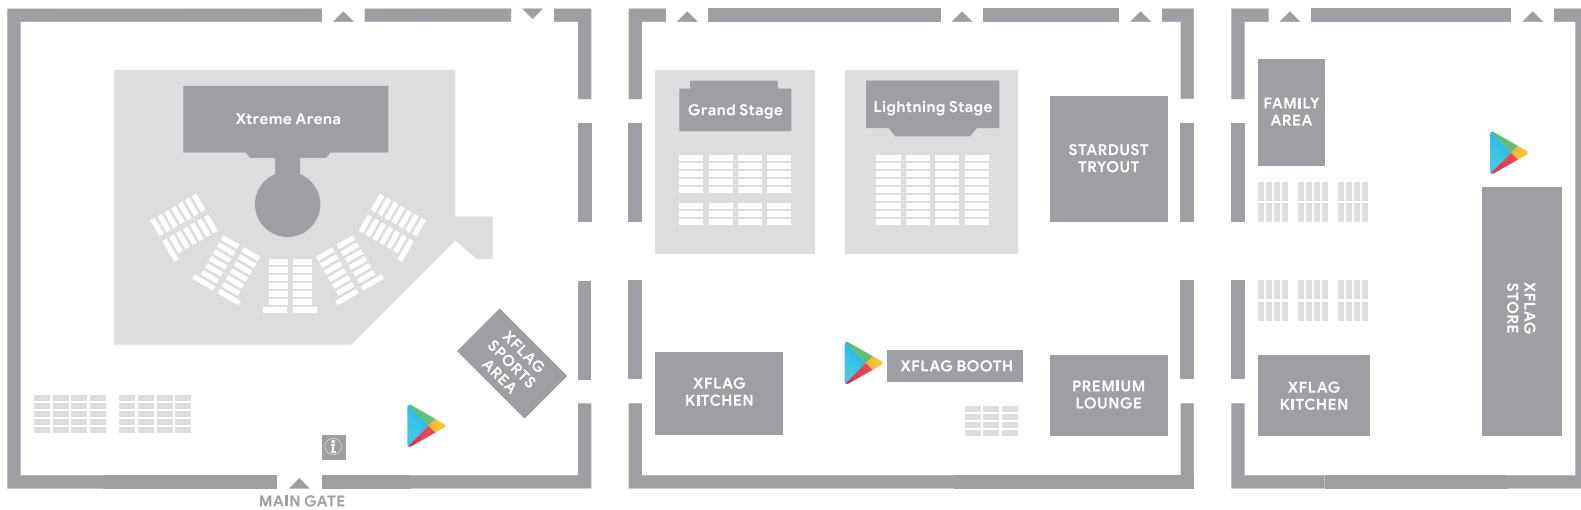 Xtreme Arena
XFLAG
SPORTS
AREA
i
MAIN GATE
Grand Stage
Lightning Stage
STARDUST
TRYOUT
XFLAG
KITCHEN
XFLAG BOOTH
PREMIUM
LOUNGE
FAMILY
AREA
XFLAG
STORE
XFLAG
KITCHEN